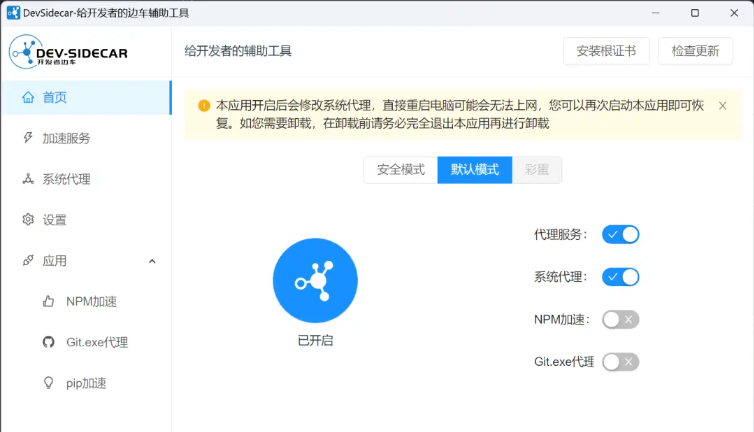 DevSidecar-给开发者的边车辅助工具
DEV-SIDECAR
开发者边车
给开发者的辅助工具
安装根证书
检查更新
首页
加速服务
系统代理
设置
应用
NPM加速
Git.exe代理
pip加速
本应用开启后会修改系统代理，直接重启电脑可能会无法上网，您可以再次启动本应用即可恢
复。如您需要卸载，在卸载前请务必完全退出本应用再进行卸载
安全模式
默认模式
彩蛋
已开启
代理服务：
系统代理：
NPM加速：
Git.exe代理